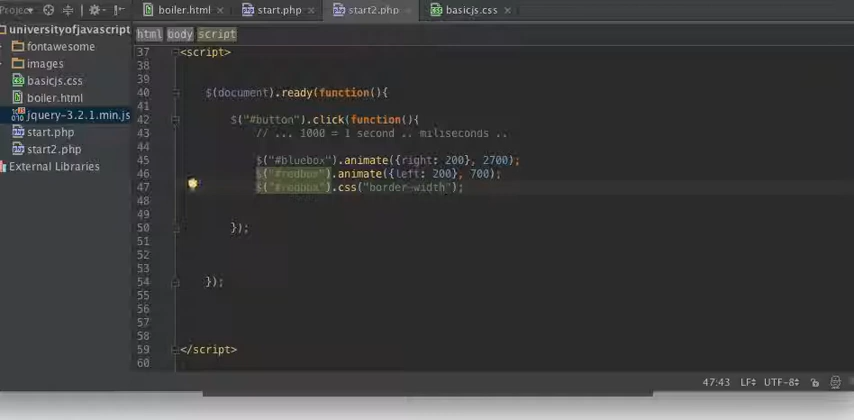 Project
boiler.html
start.php
start2.php
basicjs.css
universityofjavascript
fontawesome
images
basicjs.css
boiler.html
jquery-3.2.1.min.js
start.php
start2.php
External Libraries
html body script
37 <script>
38
39
40 $(document).ready(function(){
41
42 $("#button").click(function(){
43 // ... 1000 = 1 second .. miliseconds ..
44
45 $("#bluebox").animate({right: 200}, 2700);
46 $("#redbox").animate({left: 200}, 700);
47 $("#redbox").css("border-width");
48
49
50 });
51
52
53
54 });
55
56
57
58
59 </script>
60
47:43 LF UTF-8